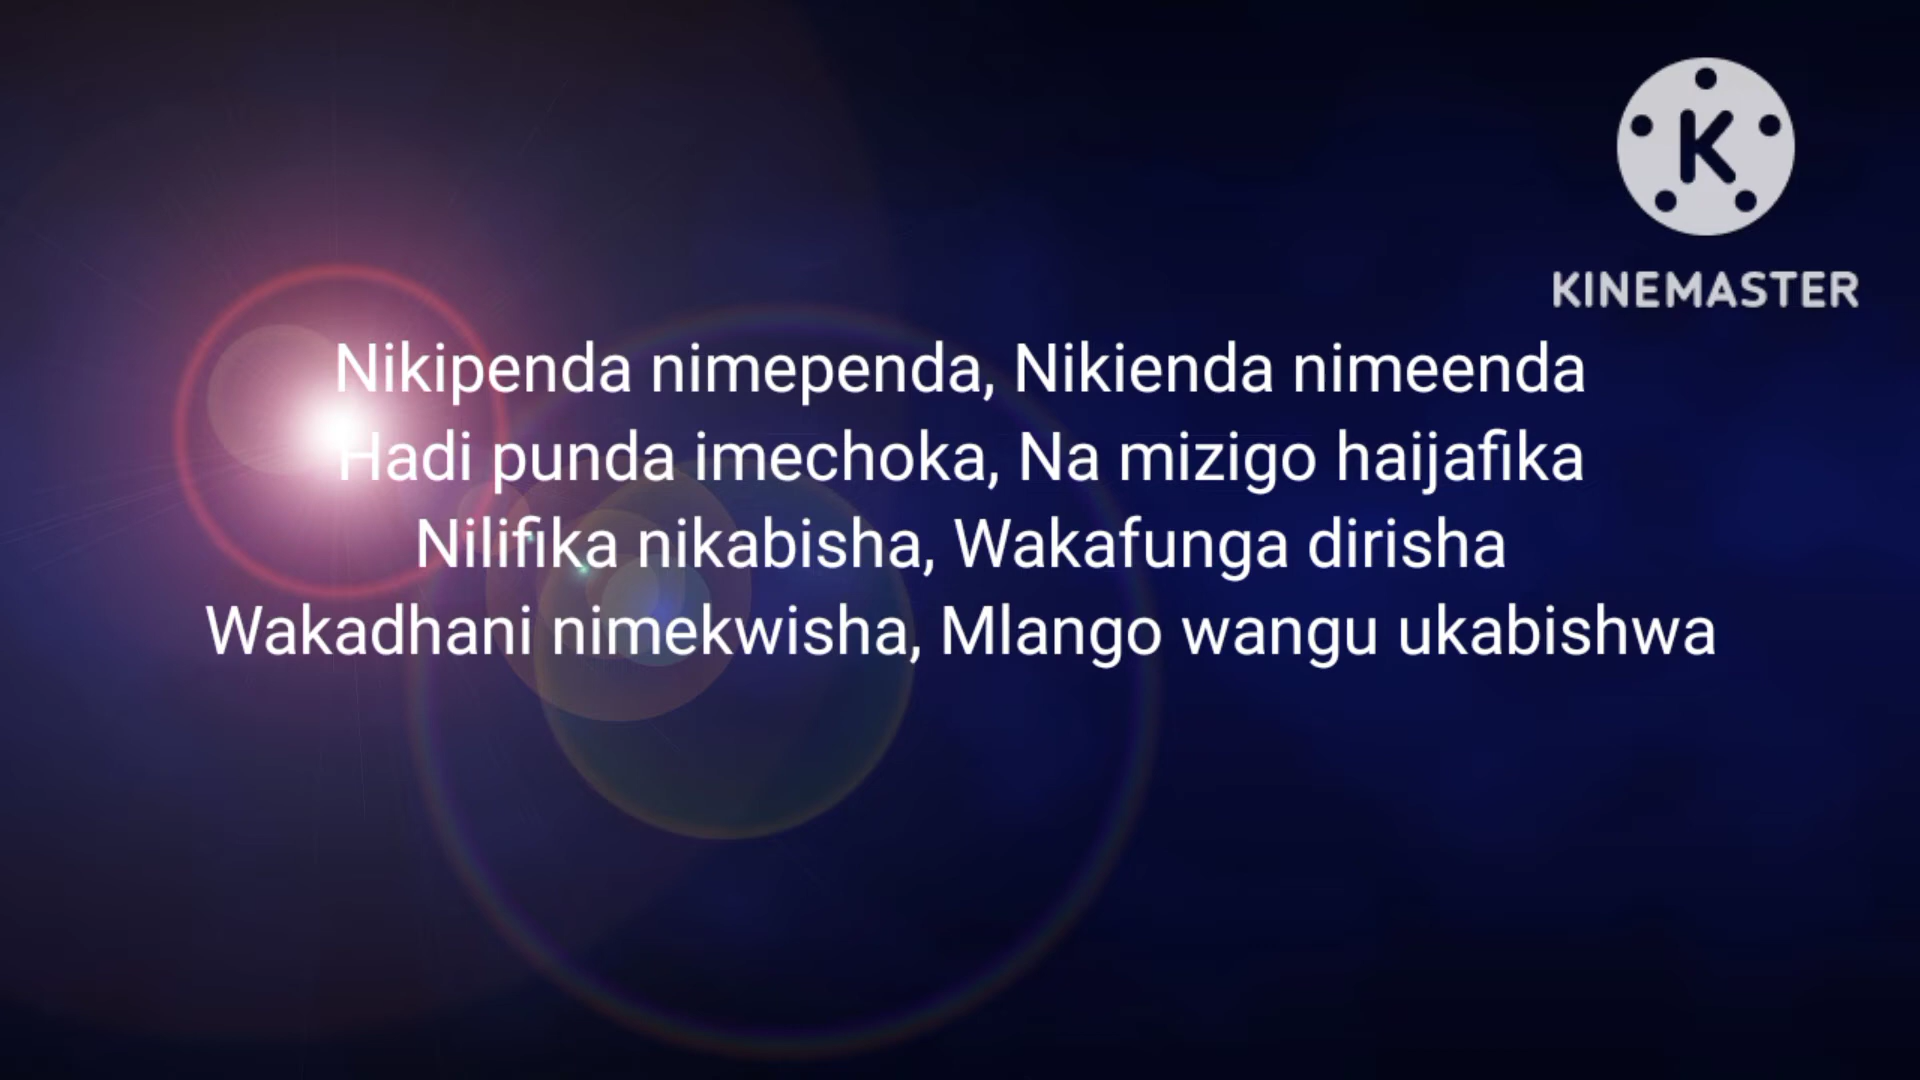 K
KINEMASTER
Nikipenda nimependa, Nikienda nimeenda
Hadi punda imechoka, Na mizigo haijafika
Nilifika nikabisha, Wakafunga dirisha
Wakadhani nimekwisha, Mlango wangu ukabishwa